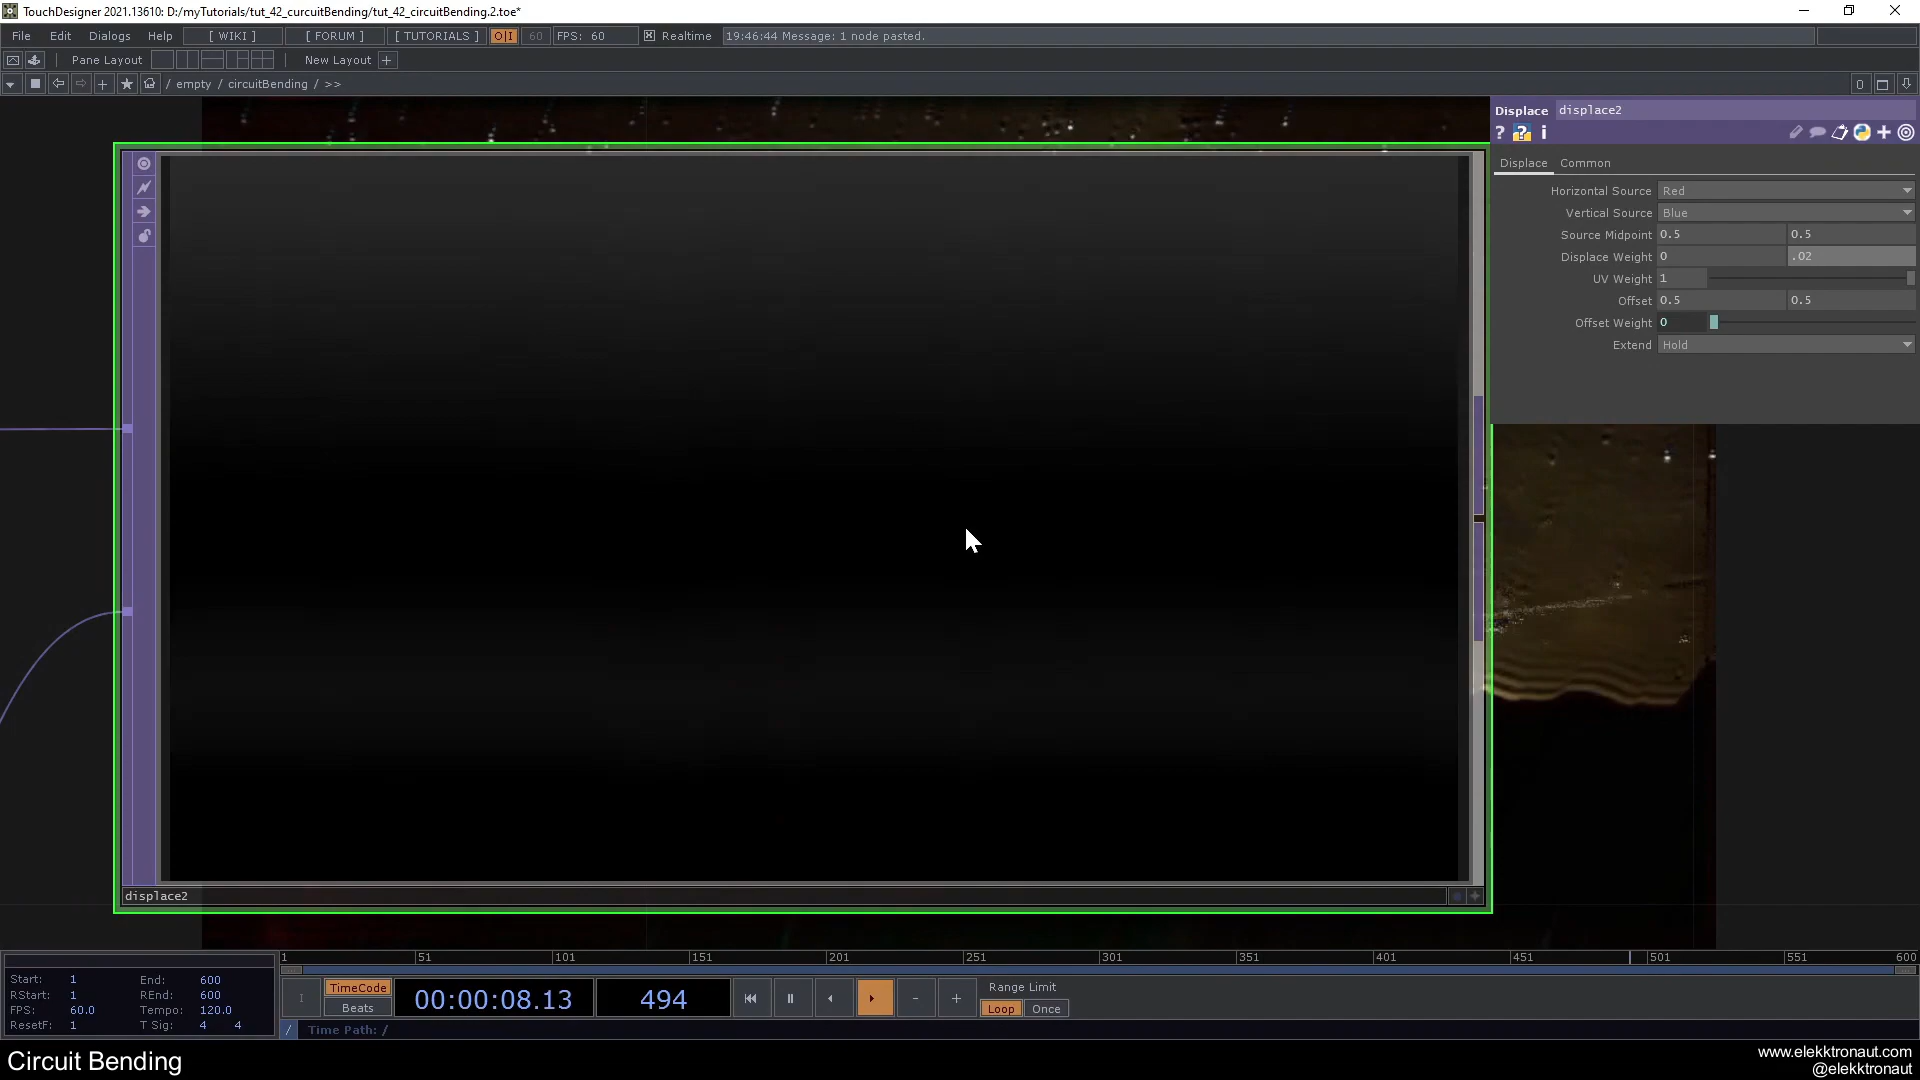 TouchDesigner 2021.13610: D:/myTutorials/tut_42_curcuitBending/tut_42_circuitBending.2.toe*
File Edit Dialogs Help [ WIKI ] [ FORUM ] [ TUTORIALS ] O|I 60 FPS: 60 Realtime 19:46:44 Message: 1 node pasted.
Pane Layout New Layout +
/ empty / circuitBending / >> 0
Displace displace2
? ? i
Displace Common
Horizontal Source Red
Vertical Source Blue
Source Midpoint 0.5 0.5
Displace Weight 0 .02
UV Weight 1
Offset 0.5 0.5
Offset Weight 0
Extend Hold
displace2
1 51 101 151 201 251 301 351 401 451 501 551 600
Start: 1 End: 600
RStart: 1 REnd: 600
FPS: 60.0 Tempo: 120.0
ResetF: 1 T Sig: 4 4
I TimeCode
Beats
00:00:08.13 494
- +
Range Limit
Loop Once
/ Time Path: /
Circuit Bending
www.elekktronaut.com
@elekktronaut